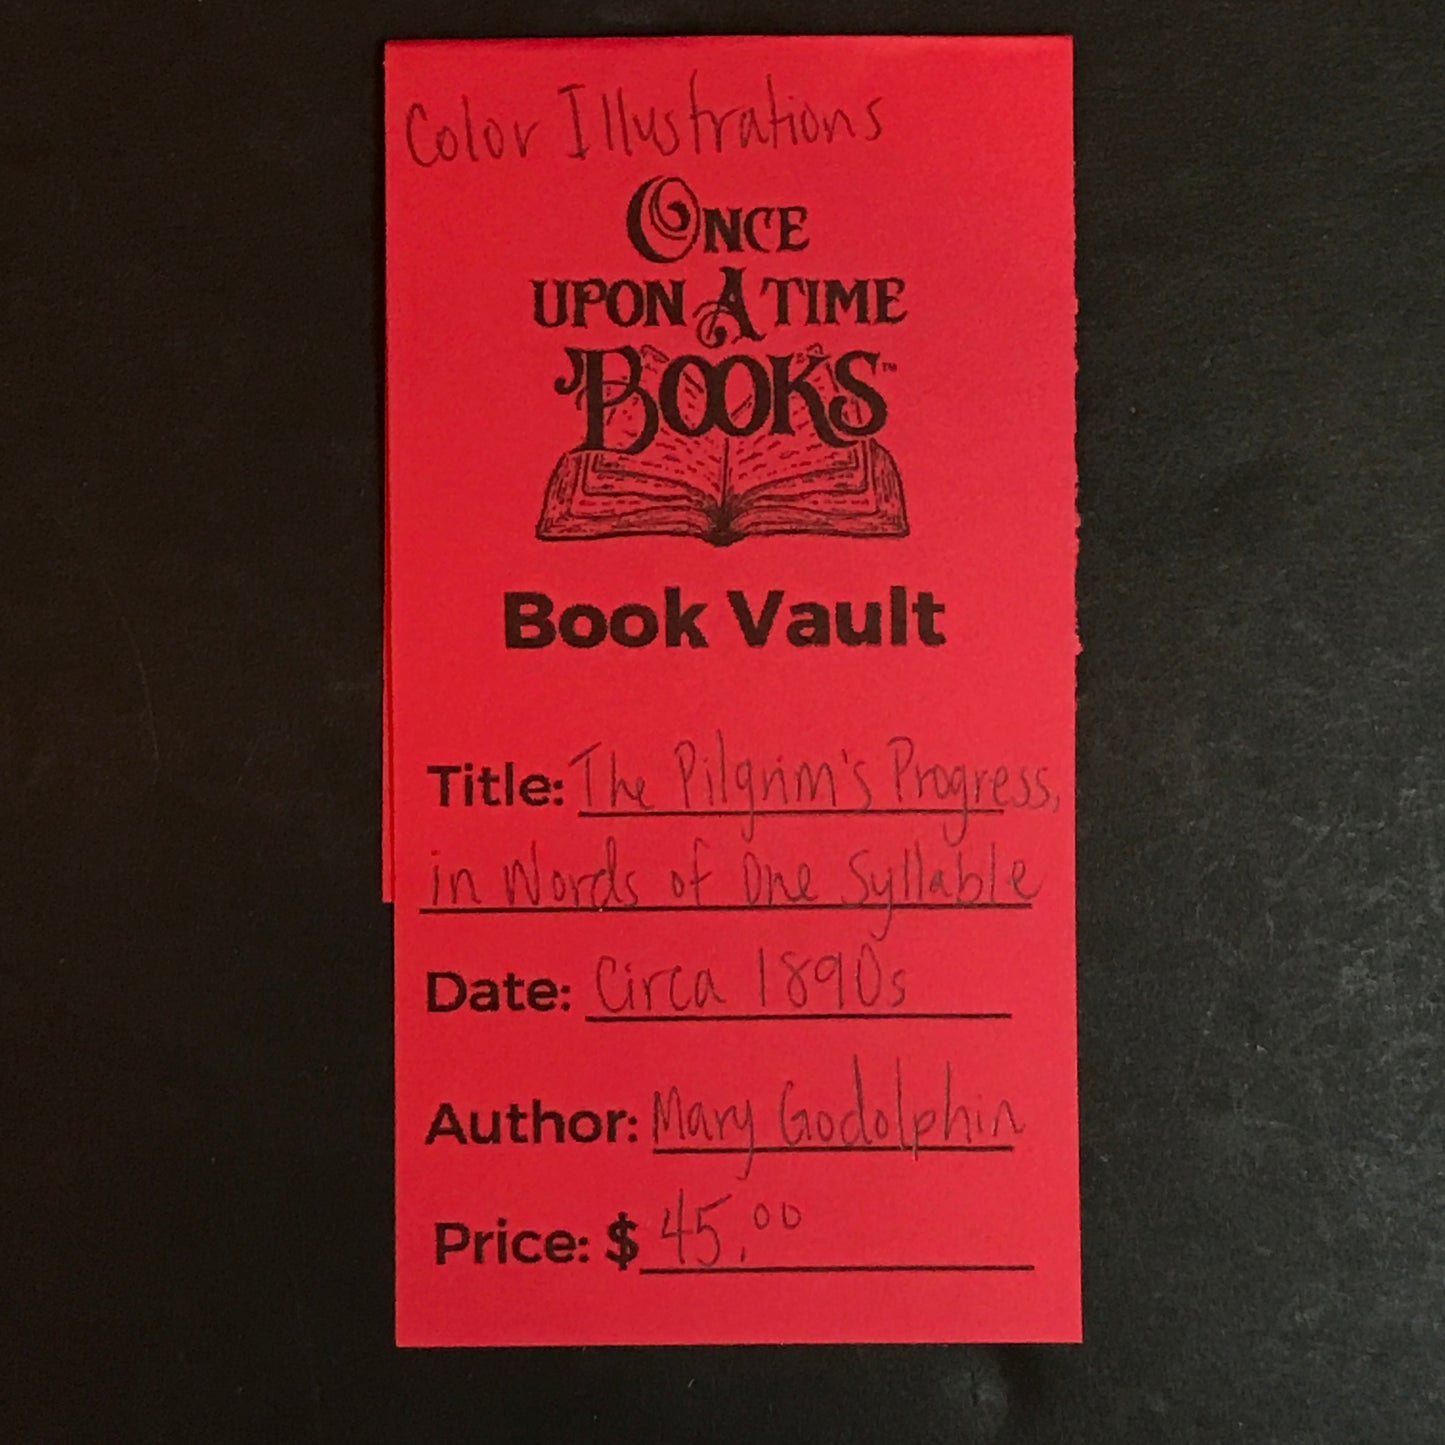 Color Illustrations
ONCE
UPON A TIME
BOOKS™
Book Vault
Title: The Pilgrim's Progress,
in Words of One Syllable
Date: Circa 1890s
Author: Mary Godolphin
Price: $ 45.00